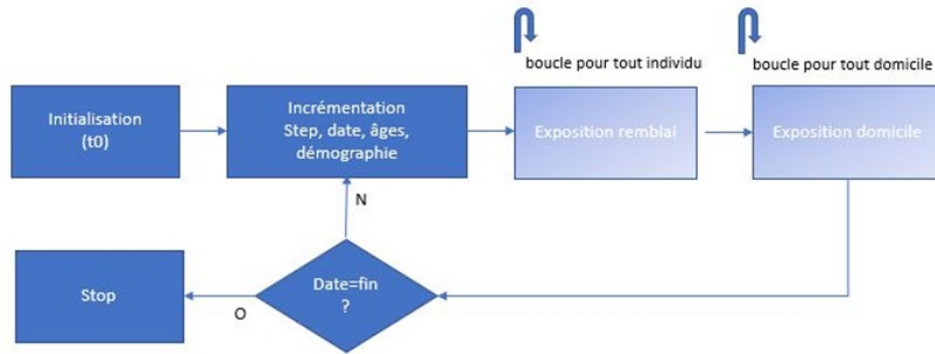 boucle pour tout individu
boucle pour tout domicile
Initialisation
(t0)
Incrémentation
Step, date, âges,
démographie
Exposition remblai
Exposition domicile
N
Stop
O
Date=fin
?